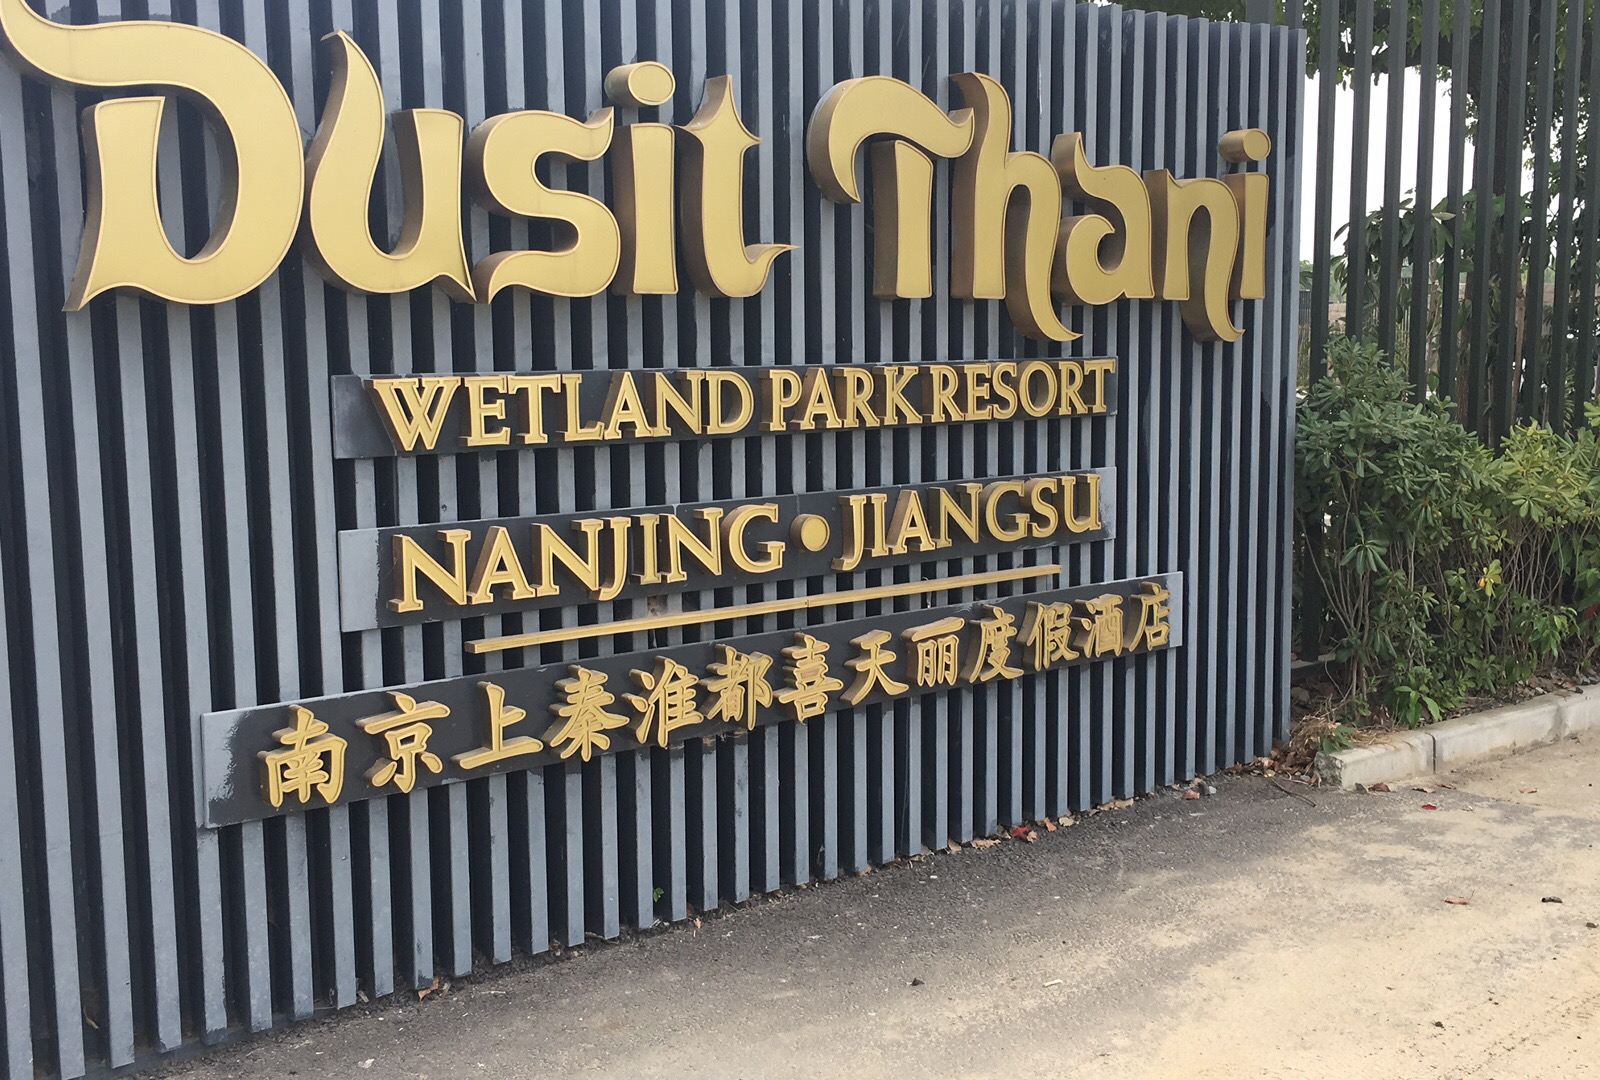 Dusit Thani
WETLAND PARK RESORT
NANJING • JIANGSU
南京上秦淮都喜天丽度假酒店